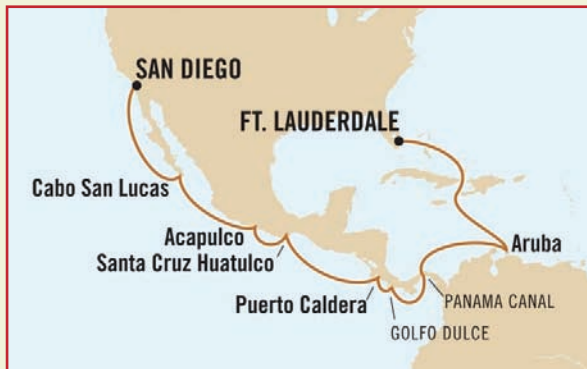 SAN DIEGO
FT. LAUDERDALE
Cabo San Lucas
Acapulco
Santa Cruz Huatulco
Aruba
Puerto Caldera
PANAMA CANAL
GOLFO DULCE